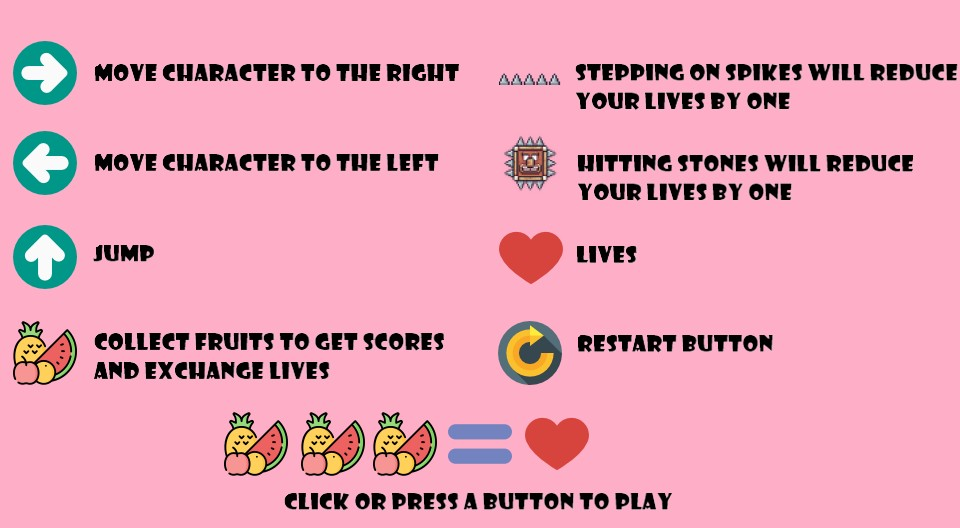 MOVE CHARACTER TO THE RIGHT
MOVE CHARACTER TO THE LEFT
JUMP
COLLECT FRUITS TO GET SCORES
AND EXCHANGE LIVES
STEPPING ON SPIKES WILL REDUCE
YOUR LIVES BY ONE
HITTING STONES WILL REDUCE
YOUR LIVES BY ONE
LIVES
RESTART BUTTON
CLICK OR PRESS A BUTTON TO PLAY